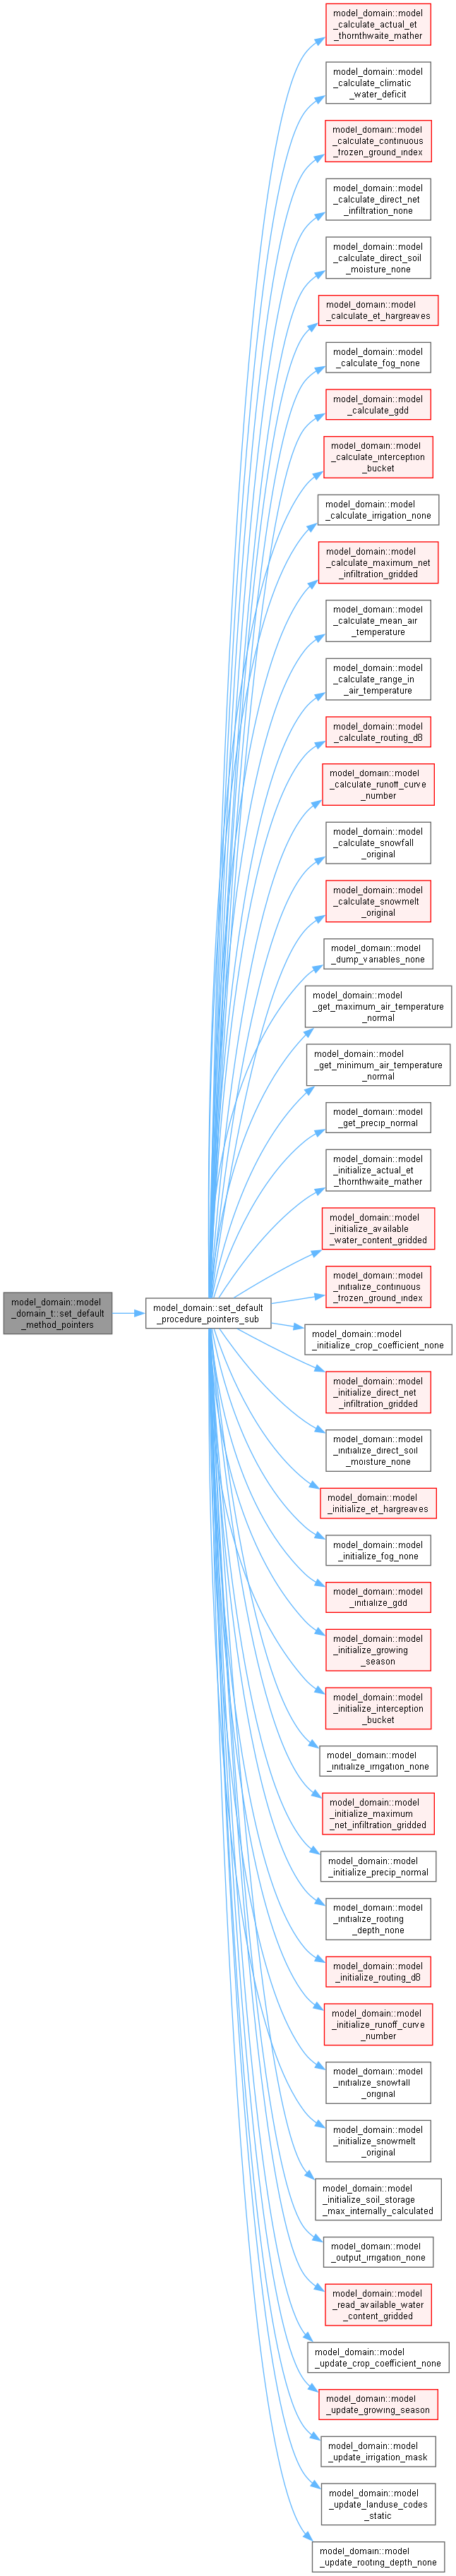 model_domain::model
_calculate_actual_et
_thornthwaite_mather
model_domain::model
_calculate_climatic
_water_deficit
model_domain::model
_calculate_continuous
_frozen_ground_index
model_domain::model
_calculate_direct_net
_infiltration_none
model_domain::model
_calculate_direct_soil
_moisture_none
model_domain::model
_calculate_et_hargreaves
model_domain::model
_calculate_fog_none
model_domain::model
_calculate_gdd
model_domain::model
_calculate_interception
_bucket
model_domain::model
_calculate_irrigation_none
model_domain::model
_calculate_maximum_net
_infiltration_gridded
model_domain::model
_calculate_mean_air
_temperature
model_domain::model
_calculate_range_in
_air_temperature
model_domain::model
_calculate_routing_d8
model_domain::model
_calculate_runoff_curve
_number
model_domain::model
_calculate_snowfall
_original
model_domain::model
_calculate_snowmelt
_original
model_domain::model
_dump_variables_none
model_domain::model
_get_maximum_air_temperature
_normal
model_domain::model
_get_minimum_air_temperature
_normal
model_domain::model
_get_precip_normal
model_domain::model
_initialize_actual_et
_thornthwaite_mather
model_domain::model
_initialize_available
_water_content_gridded
model_domain::model
_initialize_continuous
_frozen_ground_index
model_domain::model
_domain_t::set_default
_method_pointers
model_domain::set_default
_procedure_pointers_sub
model_domain::model
_initialize_crop_coefficient_none
model_domain::model
_initialize_direct_net
_infiltration_gridded
model_domain::model
_initialize_direct_soil
_moisture_none
model_domain::model
_initialize_et_hargreaves
model_domain::model
_initialize_fog_none
model_domain::model
_initialize_gdd
model_domain::model
_initialize_growing
_season
model_domain::model
_initialize_interception
_bucket
model_domain::model
_initialize_irrigation_none
model_domain::model
_initialize_maximum
_net_infiltration_gridded
model_domain::model
_initialize_precip_normal
model_domain::model
_initialize_rooting
_depth_none
model_domain::model
_initialize_routing_d8
model_domain::model
_initialize_runoff_curve
_number
model_domain::model
_initialize_snowfall
_original
model_domain::model
_initialize_snowmelt
_original
model_domain::model
_initialize_soil_storage
_max_internally_calculated
model_domain::model
_output_irrigation_none
model_domain::model
_read_available_water
_content_gridded
model_domain::model
_update_crop_coefficient_none
model_domain::model
_update_growing_season
model_domain::model
_update_irrigation_mask
model_domain::model
_update_landuse_codes
_static
model_domain::model
_update_rooting_depth_none